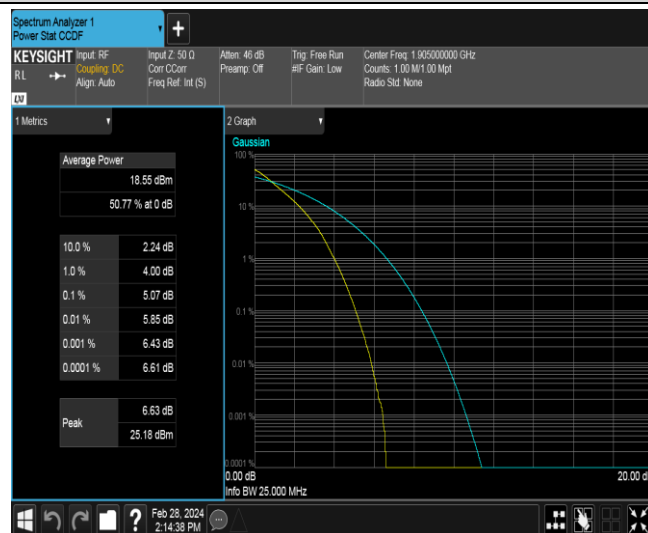 Spectrum Analyzer 1
Power Stat CCDF
+
KEYSIGHT
RL
LXI
Input: RF
Coupling: DC
Align: Auto
Input Z: 50 Ω
Corr CCorr
Freq Ref: Int (S)
Atten: 46 dB
Preamp: Off
Trig: Free Run
#IF Gain: Low
Center Freq: 1.905000000 GHz
Counts: 1.00 M/1.00 Mpt
Radio Std: None
1 Metrics
Average Power
18.55 dBm
50.77 % at 0 dB
10.0 % 2.24 dB
1.0 % 4.00 dB
0.1 % 5.07 dB
0.01 % 5.85 dB
0.001 % 6.43 dB
0.0001 % 6.61 dB
Peak
6.63 dB
25.18 dBm
2 Graph
Gaussian
100 %
10 %
1 %
0.1 %
0.01 %
0.001 %
0.0001 %
0.00 dB
20.00 d
Info BW 25.000 MHz
?
Feb 28, 2024
2:14:38 PM